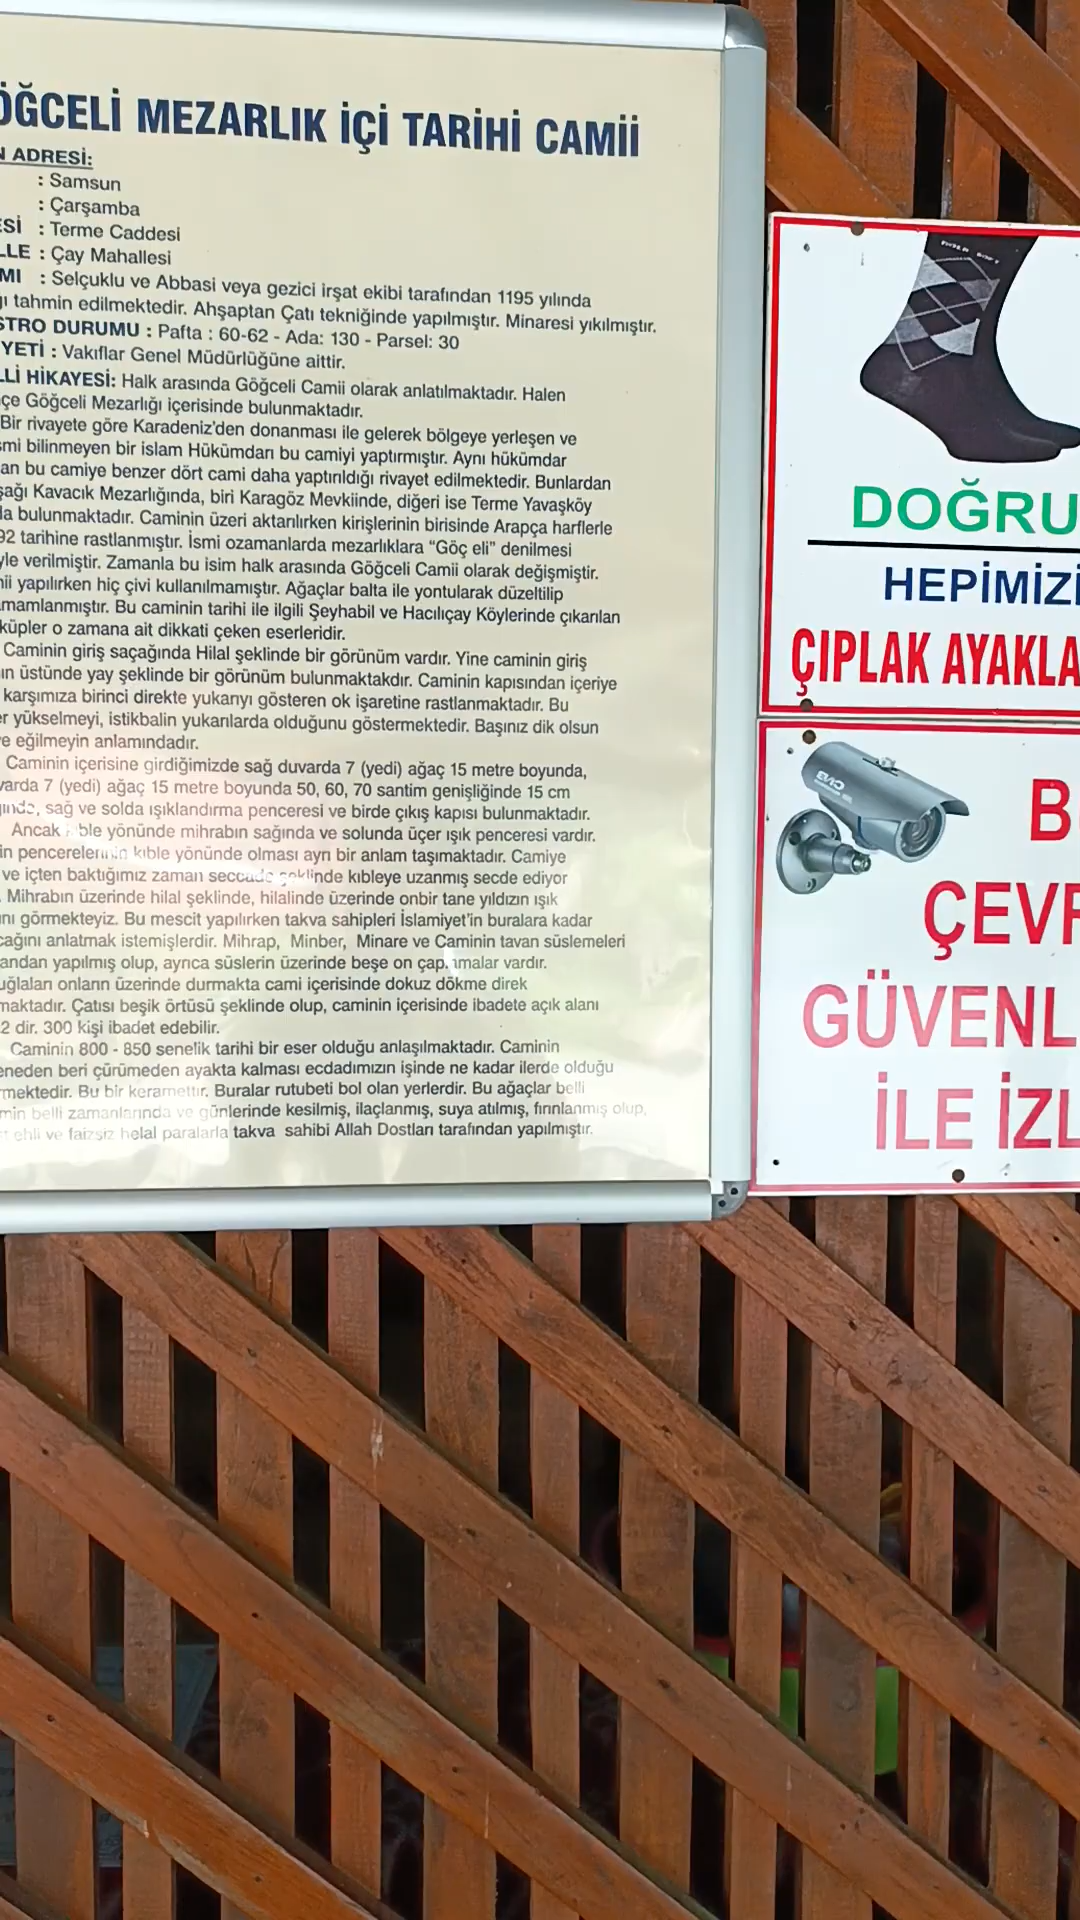 ÖĞCELİ MEZARLIK İÇİ TARİHİ CAMİİ
N ADRESİ:
: Samsun
: Çarşamba
ESİ : Terme Caddesi
LLE : Çay Mahallesi
MI : Selçuklu ve Abbasi veya gezici irşat ekibi tarafından 1195 yılında
ğı tahmin edilmektedir. Ahşaptan Çatı tekniğinde yapılmıştır. Minaresi yıkılmıştır.
STRO DURUMU : Pafta : 60-62 - Ada: 130 - Parsel: 30
YETİ : Vakıflar Genel Müdürlüğüne aittir.
LLİ HİKAYESİ: Halk arasında Göğceli Camii olarak anlatılmaktadır. Halen
çe Göğceli Mezarlığı içerisinde bulunmaktadır.
Bir rivayete göre Karadeniz'den donanması ile gelerek bölgeye yerleşen ve
smi bilinmeyen bir islam Hükümdarı bu camiyi yaptırmıştır. Aynı hükümdar
an bu camiye benzer dört cami daha yaptırıldığı rivayet edilmektedir. Bunlardan
şağı Kavacık Mezarlığında, biri Karagöz Mevkiinde, diğeri ise Terme Yavaşköy
da bulunmaktadır. Caminin üzeri aktarılırken kirişlerinin birisinde Arapça harflerle
92 tarihine rastlanmıştır. İsmi ozamanlarda mezarlıklara “Göç eli” denilmesi
yle verilmiştir. Zamanla bu isim halk arasında Göğceli Camii olarak değişmiştir.
nii yapılırken hiç çivi kullanılmamıştır. Ağaçlar balta ile yontularak düzeltilip
mamlanmıştır. Bu caminin tarihi ile ilgili Şeyhabil ve Hacılıçay Köylerinde çıkarılan
küpler o zamana ait dikkati çeken eserleridir.
Caminin giriş saçağında Hilal şeklinde bir görünüm vardır. Yine caminin giriş
ın üstünde yay şeklinde bir görünüm bulunmaktakdır. Caminin kapısından içeriye
karşımıza birinci direkte yukarıyı gösteren ok işaretine rastlanmaktadır. Bu
er yükselmeyi, istikbalin yukarılarda olduğunu göstermektedir. Başınız dik olsun
e eğilmeyin anlamındadır.
Caminin içerisine girdiğimizde sağ duvarda 7 (yedi) ağaç 15 metre boyunda,
varda 7 (yedi) ağaç 15 metre boyunda 50, 60, 70 santim genişliğinde 15 cm
ğında, sağ ve solda ışıklandırma penceresi ve birde çıkış kapısı bulunmaktadır.
Ancak kıble yönünde mihrabın sağında ve solunda üçer ışık penceresi vardır.
in pencerelerinin kıble yönünde olması ayrı bir anlam taşımaktadır. Camiye
ve içten baktığımız zaman seccade şeklinde kıbleye uzanmış secde ediyor
. Mihrabın üzerinde hilal şeklinde, hilalinde üzerinde onbir tane yıldızın ışık
ını görmekteyiz. Bu mescit yapılırken takva sahipleri İslamiyet'in buralara kadar
cağını anlatmak istemişlerdir. Mihrap, Minber, Minare ve Caminin tavan süslemeleri
andan yapılmış olup, ayrıca süslerin üzerinde beşe on çap. amalar vardır.
uğlaları onların üzerinde durmakta cami içerisinde dokuz dökme direk
maktadır. Çatısı beşik örtüsü şeklinde olup, caminin içerisinde ibadete açık alanı
2 dir. 300 kişi ibadet edebilir.
Caminin 800 - 850 senelik tarihi bir eser olduğu anlaşılmaktadır. Caminin
eneden beri çürümeden ayakta kalması ecdadımızın işinde ne kadar ilerde olduğu
rmektedir. Bu bir keramettir. Buralar rutubeti bol olan yerlerdir. Bu ağaçlar belli
min belli zamanlarında ve günlerinde kesilmiş, ilaçlanmış, suya atılmış, fırınlanmış olup,
ehli ve faizsiz helal paralarla takva sahibi Allah Dostları tarafından yapılmıştır.
DOĞRU
HEPİMİZİ
ÇIPLAK AYAKLA
B
ÇEVR
GÜVENL
İLE İZL